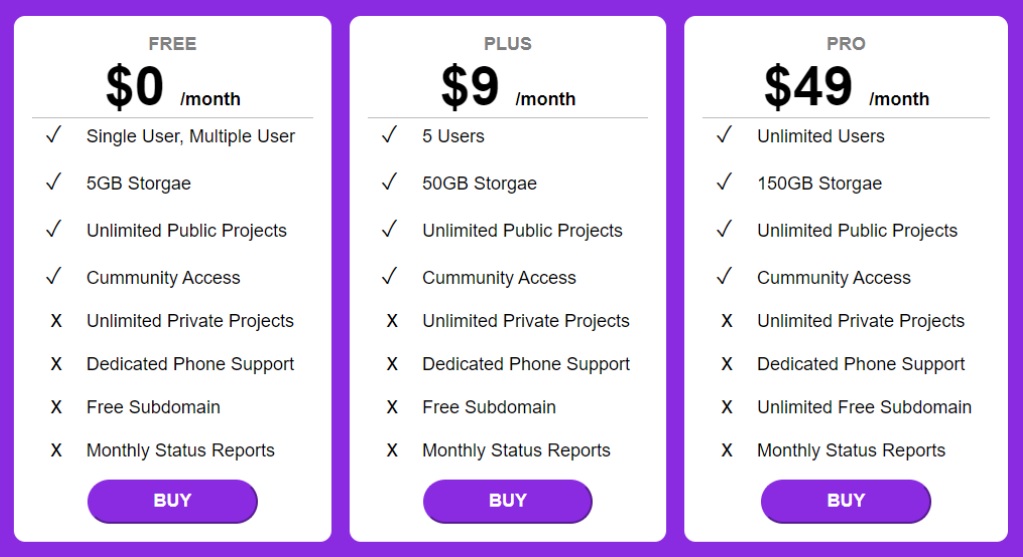 FREE
$0 /month
✓ Single User, Multiple User
✓ 5GB Storgae
✓ Unlimited Public Projects
✓ Cummunity Access
X Unlimited Private Projects
X Dedicated Phone Support
X Free Subdomain
X Monthly Status Reports
BUY
PLUS
$9 /month
✓ 5 Users
✓ 50GB Storgae
✓ Unlimited Public Projects
✓ Cummunity Access
X Unlimited Private Projects
X Dedicated Phone Support
X Free Subdomain
X Monthly Status Reports
BUY
PRO
$49 /month
✓ Unlimited Users
✓ 150GB Storgae
✓ Unlimited Public Projects
✓ Cummunity Access
X Unlimited Private Projects
X Dedicated Phone Support
X Unlimited Free Subdomain
X Monthly Status Reports
BUY